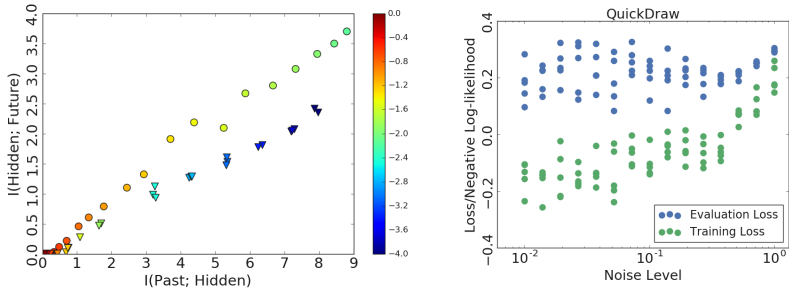 4.0
3.5
3.0
2.5
2.0
1.5
1.0
0.5
0.0
I(Hidden; Future)
0 1 2 3 4 5 6 7 8 9
I(Past; Hidden)
0.0
−0.4
−0.8
−1.2
−1.6
−2.0
−2.4
−2.8
−3.2
−3.6
−4.0
QuickDraw
Loss/Negative Log-likelihood
0.4
0.2
0.0
−0.2
−0.4
Evaluation Loss
Training Loss
10⁻² 10⁻¹ 10⁰
Noise Level